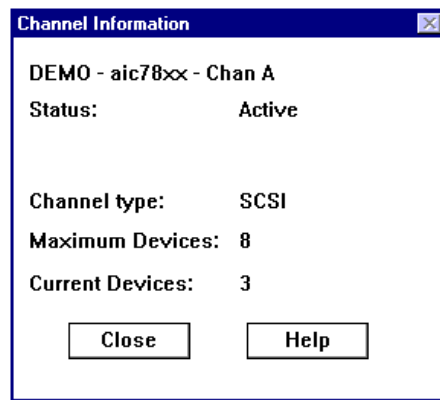 Channel Information
DEMO - aic78xx - Chan A
Status: Active
Channel type: SCSI
Maximum Devices: 8
Current Devices: 3
Close Help